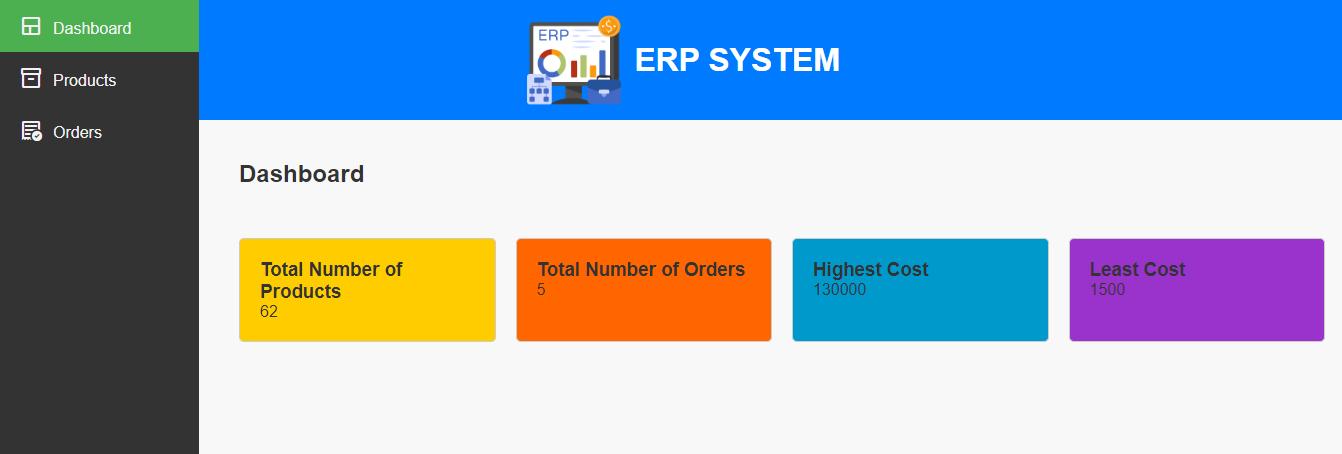 Dashboard
Products
Orders
ERP
ERP SYSTEM
Dashboard
Total Number of
Products
62
Total Number of Orders
5
Highest Cost
130000
Least Cost
1500